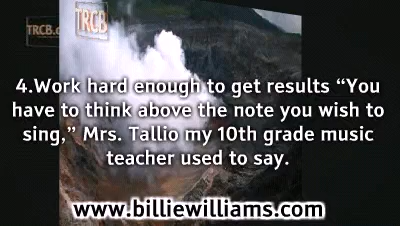 TRCB.c
TRCB
4.Work hard enough to get results “You
have to think above the note you wish to
sing,” Mrs. Tallio my 10th grade music
teacher used to say.
www.billiewilliams.com